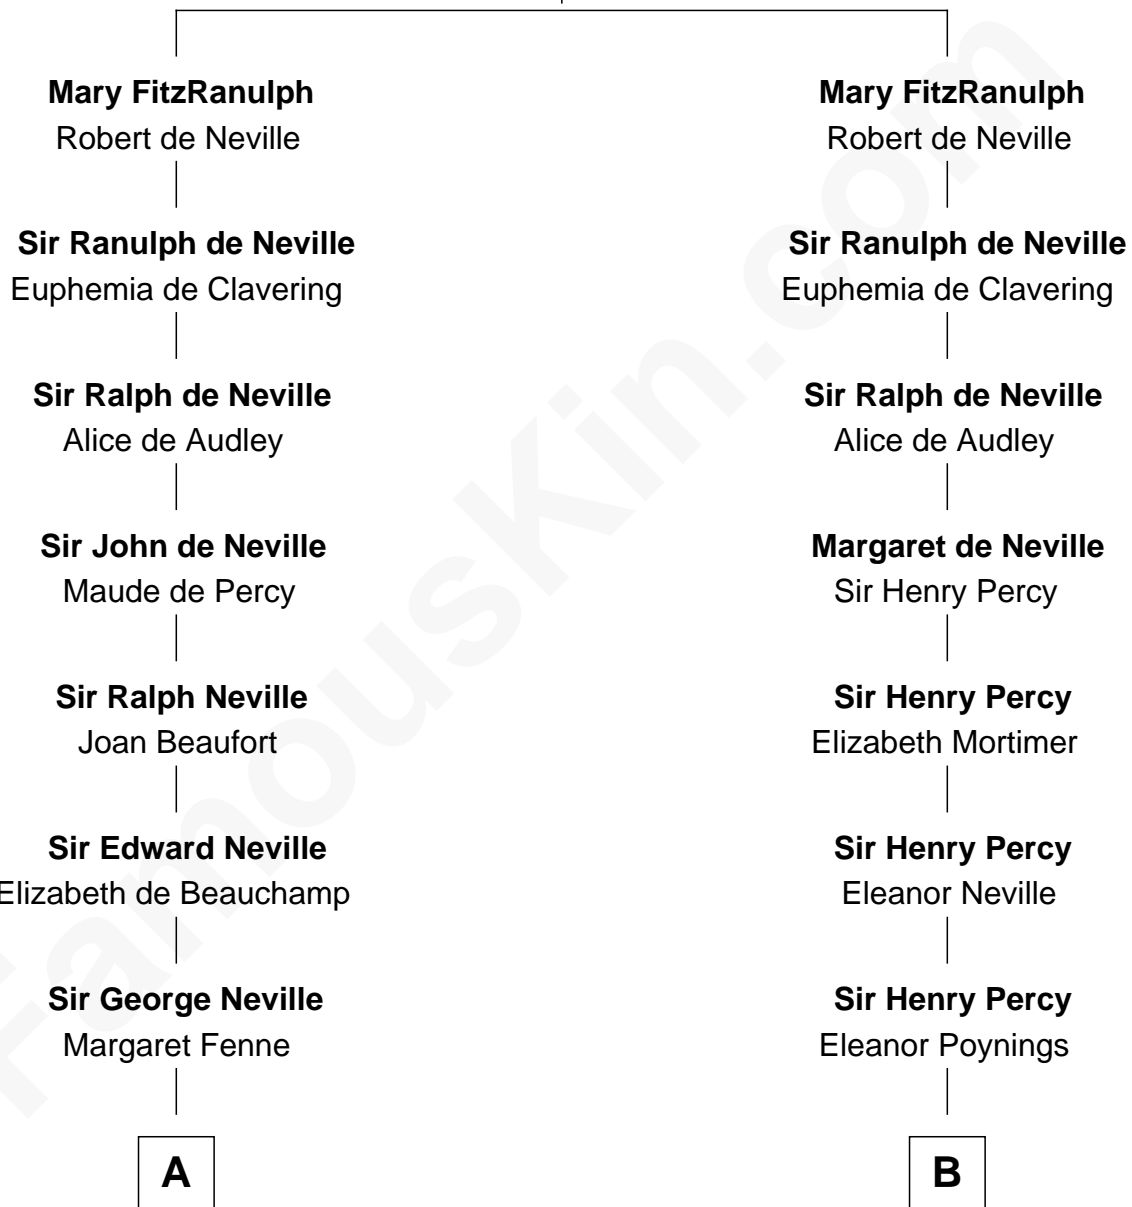 Mary FitzRanulph
Robert de Neville
Sir Ranulph de Neville
Euphemia de Clavering
Sir Ralph de Neville
Alice de Audley
Sir John de Neville
Maude de Percy
Sir Ralph Neville
Joan Beaufort
Sir Edward Neville
Elizabeth de Beauchamp
Sir George Neville
Margaret Fenne
A
Mary FitzRanulph
Robert de Neville
Sir Ranulph de Neville
Euphemia de Clavering
Sir Ralph de Neville
Alice de Audley
Margaret de Neville
Sir Henry Percy
Sir Henry Percy
Elizabeth Mortimer
Sir Henry Percy
Eleanor Neville
Sir Henry Percy
Eleanor Poynings
B
FamousKin.com